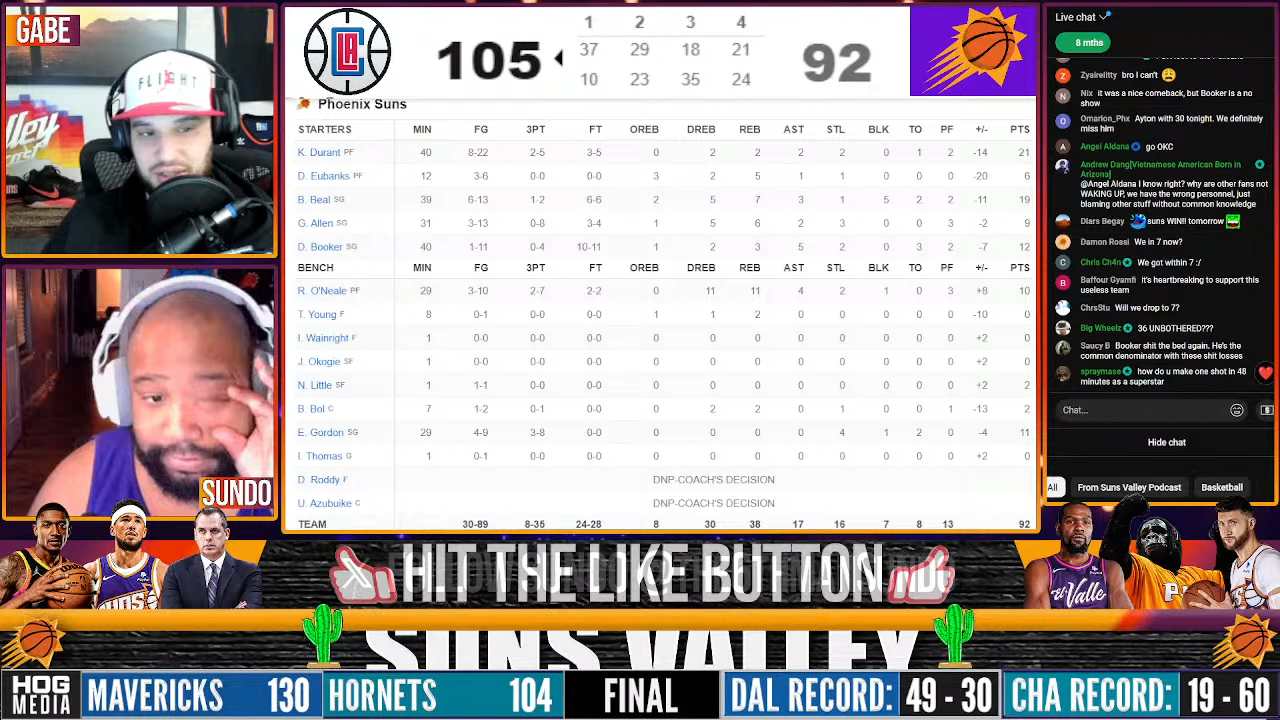 GABE
FLIGHT
SUNDO
LA
105
1 2 3 4
37 29 18 21
10 23 35 24
92
Phoenix Suns
STARTERS MIN FG 3PT FT OREB DREB REB AST STL BLK TO PF +/- PTS
K. Durant PF 40 8-22 2-5 3-5 0 2 2 2 2 0 1 2 -14 21
D. Eubanks PF 12 3-6 0-0 0-0 3 2 5 1 1 0 0 0 -20 6
B. Beal SG 39 6-13 1-2 6-6 2 5 7 3 1 5 2 2 -11 19
G. Allen SG 31 3-13 0-8 3-4 1 5 6 2 3 0 0 2 -2 9
D. Booker SG 40 1-11 0-4 10-11 1 2 3 5 2 0 3 2 -7 12
BENCH MIN FG 3PT FT OREB DREB REB AST STL BLK TO PF +/- PTS
R. O'Neale PF 29 3-10 2-7 2-2 0 11 11 4 2 1 0 3 +8 10
T. Young F 8 0-1 0-0 0-0 1 1 2 0 0 0 0 0 -10 0
I. Wainright F 1 0-0 0-0 0-0 0 0 0 0 0 0 0 0 +2 0
J. Okogie SF 1 0-0 0-0 0-0 0 0 0 0 0 0 0 0 +2 0
N. Little SF 1 1-1 0-0 0-0 0 0 0 0 0 0 0 0 +2 2
B. Bol C 7 1-2 0-1 0-0 0 2 2 0 1 0 0 1 -13 2
E. Gordon SG 29 4-9 3-8 0-0 0 0 0 0 4 1 2 0 -4 11
I. Thomas G 1 0-1 0-0 0-0 0 0 0 0 0 0 0 0 +2 0
D. Roddy F DNP-COACH'S DECISION
U. Azubuike C DNP-COACH'S DECISION
TEAM 30-89 8-35 24-28 8 30 38 17 16 7 8 13 92
Live chat
8 mths
Zyairelitty bro I can't
Nix it was a nice comeback, but Booker is a no
show
Omarion_Phx Ayton with 30 tonight. We definitely
miss him
Angel Aldana go OKC
Andrew Dang[Vietnamese American Born in
Arizona]
@Angel Aldana I know right? why are other fans not
WAKING UP, we have the wrong personnel, just
blaming other stuff without common knowledge
DIars Begay suns WIN!! tomorrow
Damon Rossi We in 7 now?
Chris Ch4n We got within 7 :/
Baffour Gyamfi it's heartbreaking to support this
useless team
ChrsStu Will we drop to 7?
Big Wheelz 36 UNBOTHERED???
Saucy B Booker shit the bed again. He's the
common denominator with these shit losses
spraymase how do u make one shot in 48
minutes as a superstar
Chat...
Hide chat
All From Suns Valley Podcast Basketball
HIT THE LIKE BUTTON
SUNS VALLEY
HOG
MEDIA
MAVERICKS 130 HORNETS 104 FINAL DAL RECORD: 49 - 30 CHA RECORD: 19 - 60